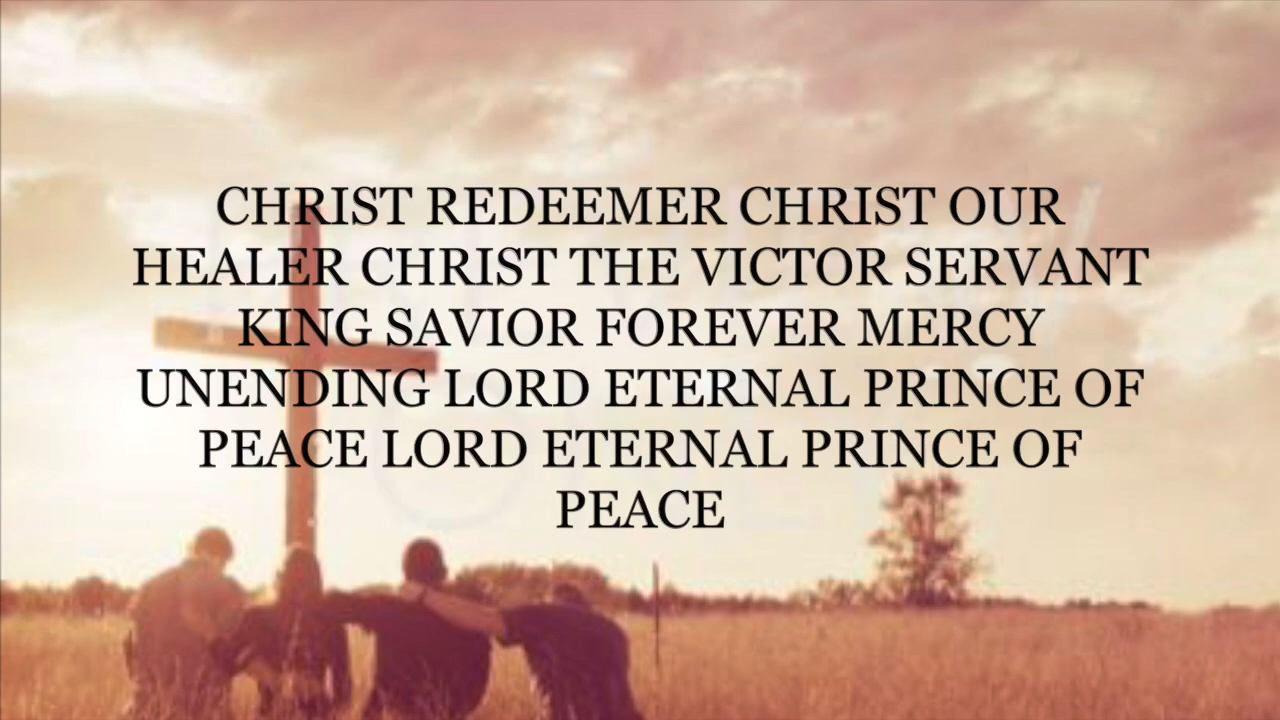 CHRIST REDEEMER CHRIST OUR
HEALER CHRIST THE VICTOR SERVANT
KING SAVIOR FOREVER MERCY
UNENDING LORD ETERNAL PRINCE OF
PEACE LORD ETERNAL PRINCE OF
PEACE